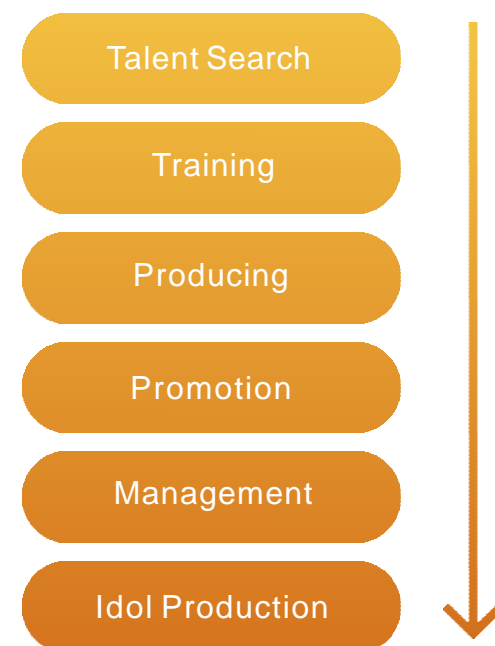 Talent Search
Training
Producing
Promotion
Management
Idol Production